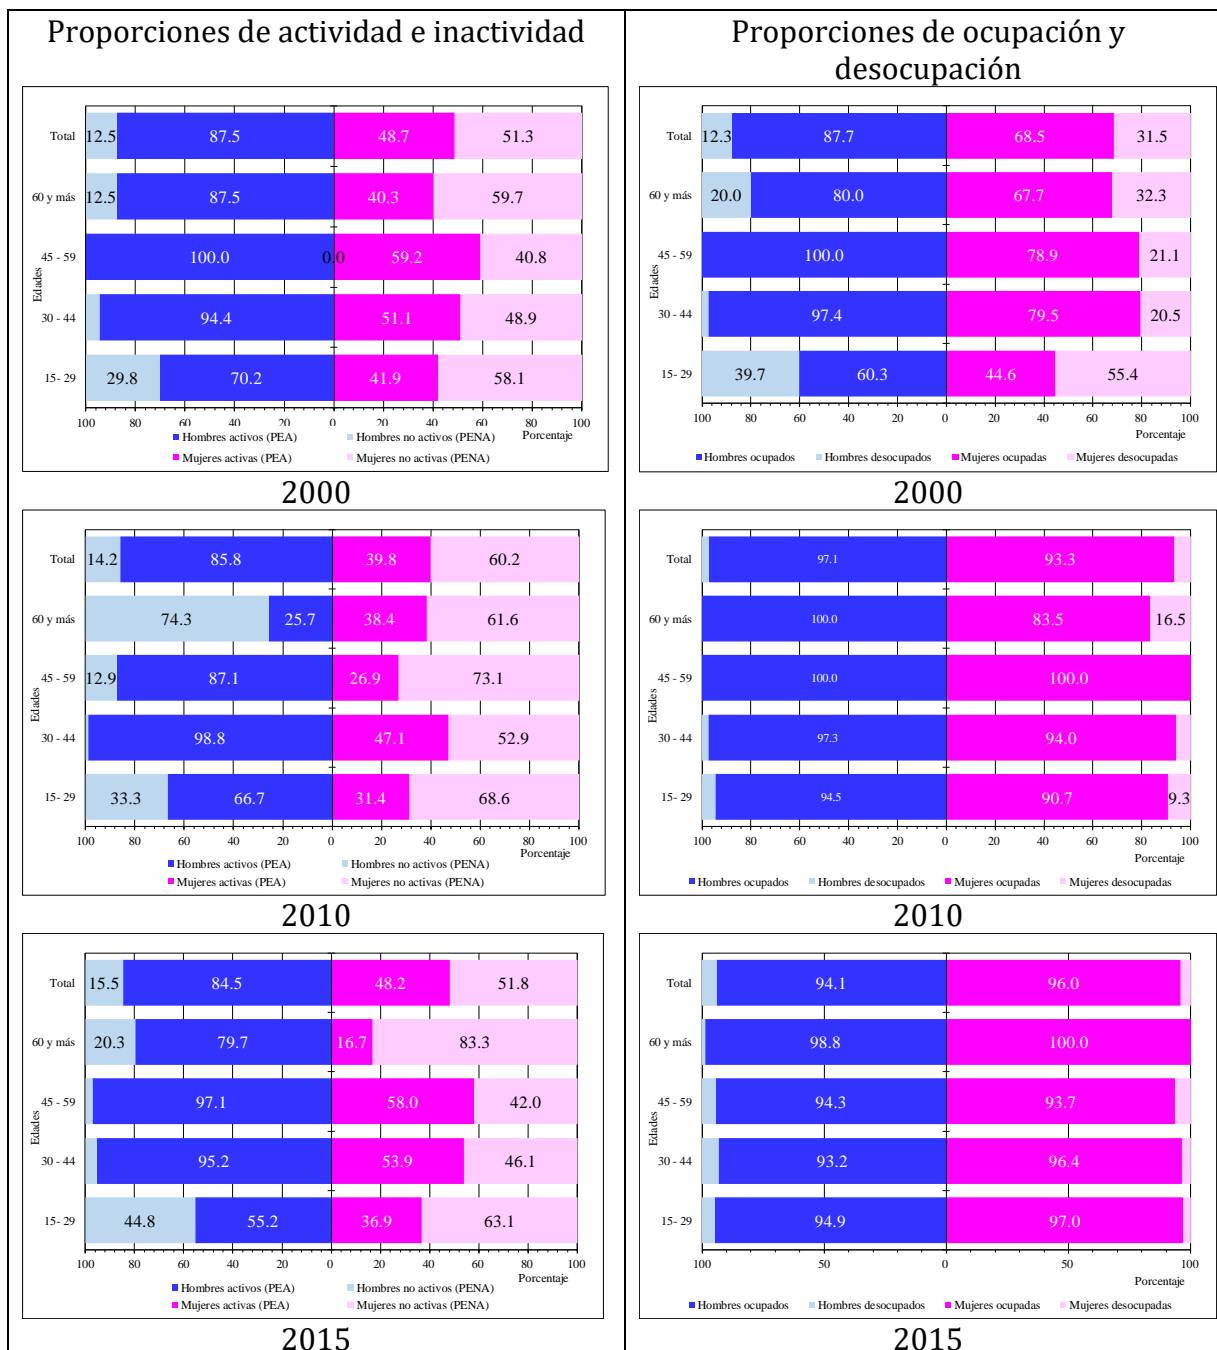 Proporciones de actividad e inactividad
Total 12.5 87.5 48.7 51.3
60 y más 12.5 87.5 40.3 59.7
45 - 59 100.0 0.0 59.2 40.8
Edades
30 - 44 94.4 51.1 48.9
15- 29 29.8 70.2 41.9 58.1
100 80 60 40 20 0 20 40 60 80 100
Porcentaje
Hombres activos (PEA) Hombres no activos (PENA)
Mujeres activas (PEA) Mujeres no activas (PENA)
2000
Total 14.2 85.8 39.8 60.2
60 y más 74.3 25.7 38.4 61.6
45 - 59 12.9 87.1 26.9 73.1
Edades
30 - 44 98.8 47.1 52.9
15- 29 33.3 66.7 31.4 68.6
100 80 60 40 20 0 20 40 60 80 100
Porcentaje
Hombres activos (PEA) Hombres no activos (PENA)
Mujeres activas (PEA) Mujeres no activas (PENA)
2010
Total 15.5 84.5 48.2 51.8
60 y más 20.3 79.7 16.7 83.3
45 - 59 97.1 58.0 42.0
Edades
30 - 44 95.2 53.9 46.1
15- 29 44.8 55.2 36.9 63.1
100 80 60 40 20 0 20 40 60 80 100
Porcentaje
Hombres activos (PEA) Hombres no activos (PENA)
Mujeres activas (PEA) Mujeres no activas (PENA)
2015
Proporciones de ocupación y
desocupación
Total 12.3 87.7 68.5 31.5
60 y más 20.0 80.0 67.7 32.3
45 - 59 100.0 78.9 21.1
Edades
30 - 44 97.4 79.5 20.5
15- 29 39.7 60.3 44.6 55.4
100 80 60 40 20 0 20 40 60 80 100
Porcentaje
Hombres ocupados Hombres desocupados Mujeres ocupadas Mujeres desocupadas
2000
Total 97.1 93.3
60 y más 100.0 83.5 16.5
45 - 59 100.0 100.0
Edades
30 - 44 97.3 94.0
15- 29 94.5 90.7 9.3
100 80 60 40 20 0 20 40 60 80 100
Porcentaje
Hombres ocupados Hombres desocupados Mujeres ocupadas Mujeres desocupadas
2010
Total 94.1 96.0
60 y más 98.8 100.0
45 - 59 94.3 93.7
Edades
30 - 44 93.2 96.4
15- 29 94.9 97.0
100 50 0 50 100
Porcentaje
Hombres ocupados Hombres desocupados Mujeres ocupadas Mujeres desocupadas
2015